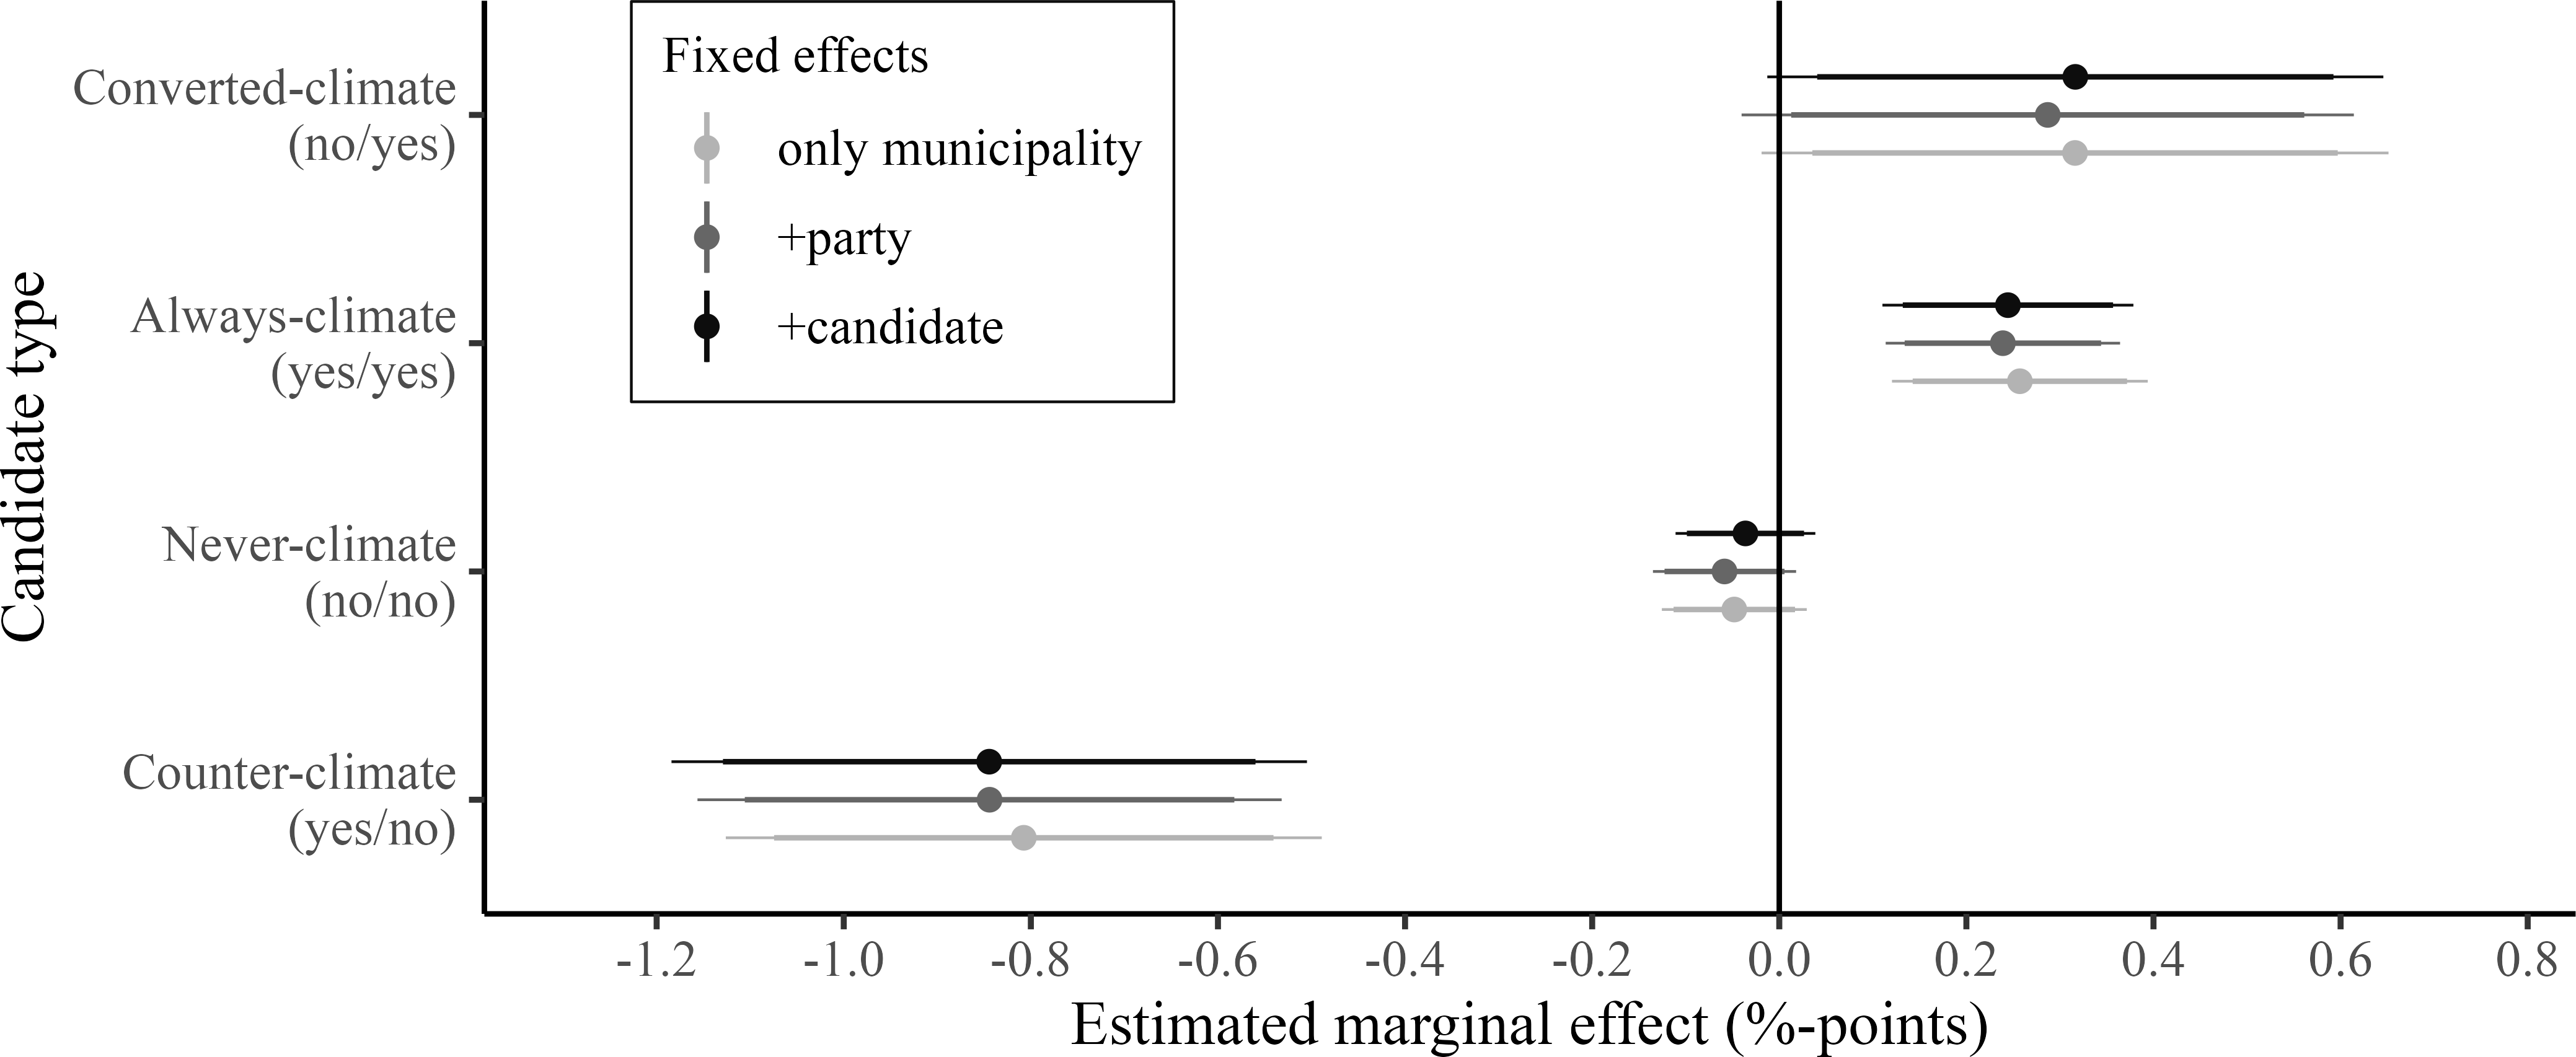 Fixed effects
only municipality
+party
+candidate
Candidate type
Converted-climate
(no/yes)
Always-climate
(yes/yes)
Never-climate
(no/no)
Counter-climate
(yes/no)
-1.2 -1.0 -0.8 -0.6 -0.4 -0.2 0.0 0.2 0.4 0.6 0.8
Estimated marginal effect (%-points)